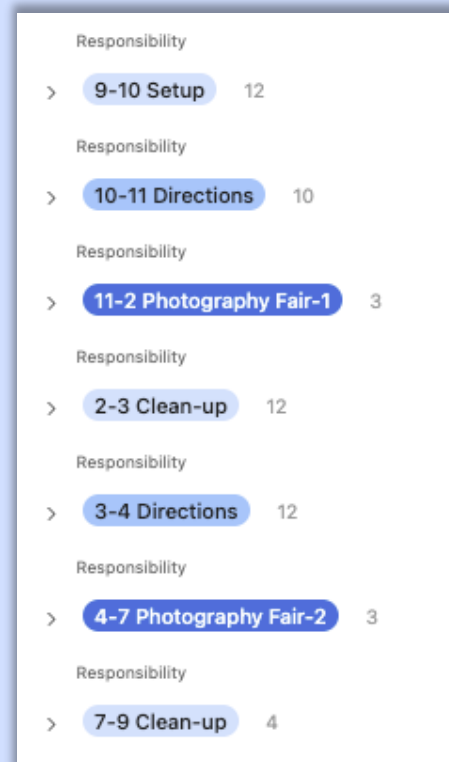 Responsibility
9-10 Setup 12
Responsibility
10-11 Directions 10
Responsibility
11-2 Photography Fair-1 3
Responsibility
2-3 Clean-up 12
Responsibility
3-4 Directions 12
Responsibility
4-7 Photography Fair-2 3
Responsibility
7-9 Clean-up 4